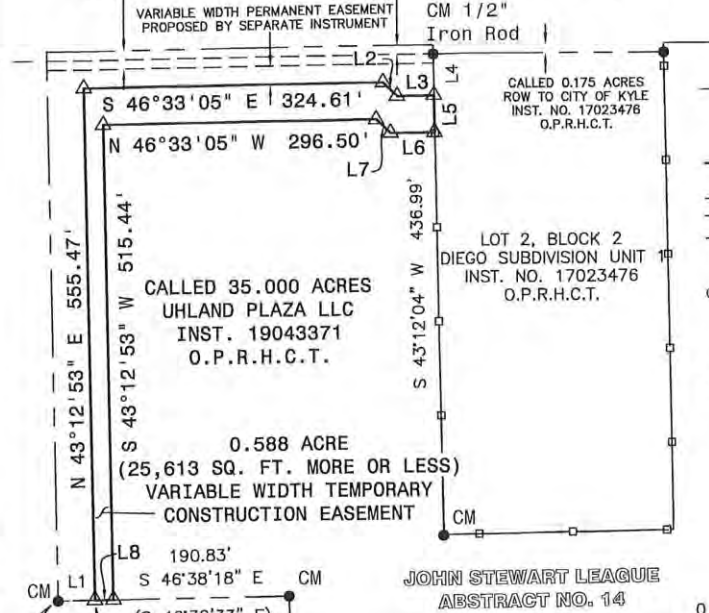 VARIABLE WIDTH PERMANENT EASEMENT
PROPOSED BY SEPARATE INSTRUMENT
CM 1/2"
Iron Rod
L2
L3
L4
S 46°33'05" E 324.61'
CALLED 0.175 ACRES
ROW TO CITY OF KYLE
INST. NO. 17023476
O.P.R.H.C.T.
L5
N 46°33'05" W 296.50'
L6
L7
N 43°12'53" E 555.47'
S 43°12'53" W 515.44'
S 43°12'04" W 436.99'
LOT 2, BLOCK 2
DIEGO SUBDIVISION UNIT 1
INST. NO. 17023476
O.P.R.H.C.T.
CALLED 35.000 ACRES
UHLAND PLAZA LLC
INST. 19043371
O.P.R.H.C.T.
0.588 ACRE
(25,613 SQ. FT. MORE OR LESS)
VARIABLE WIDTH TEMPORARY
CONSTRUCTION EASEMENT
CM
L8
190.83'
CM
L1
S 46°38'18" E
CM
JOHN STEWART LEAGUE
ABSTRACT NO. 14